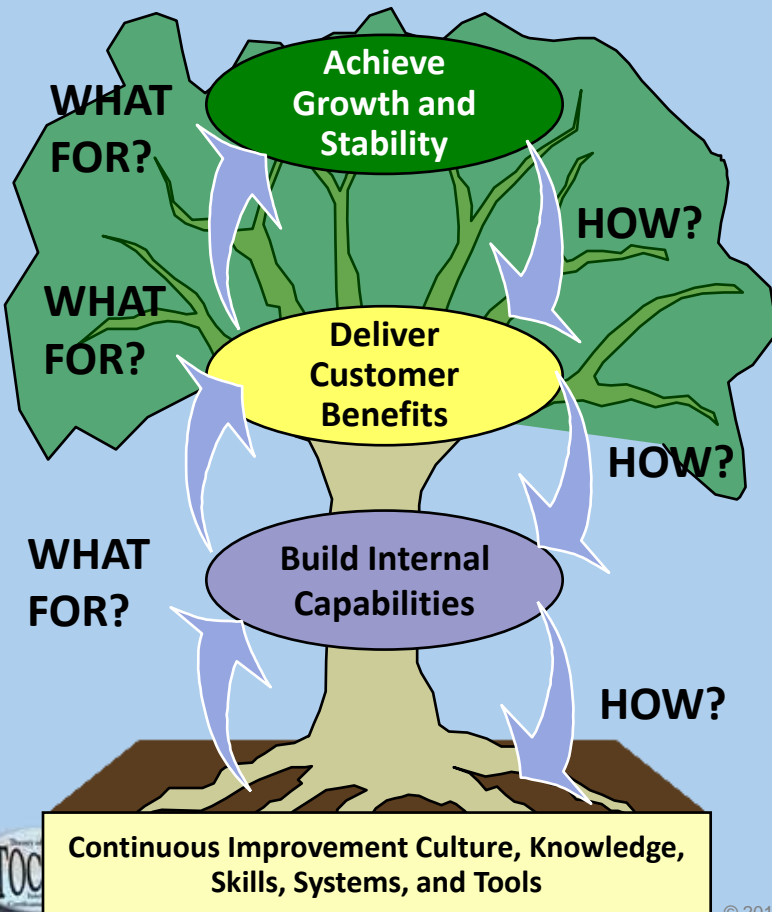 Achieve
Growth and
Stability
WHAT
FOR?
HOW?
WHAT
FOR?
Deliver
Customer
Benefits
HOW?
WHAT
FOR?
Build Internal
Capabilities
HOW?
Continuous Improvement Culture, Knowledge,
Skills, Systems, and Tools
TOC